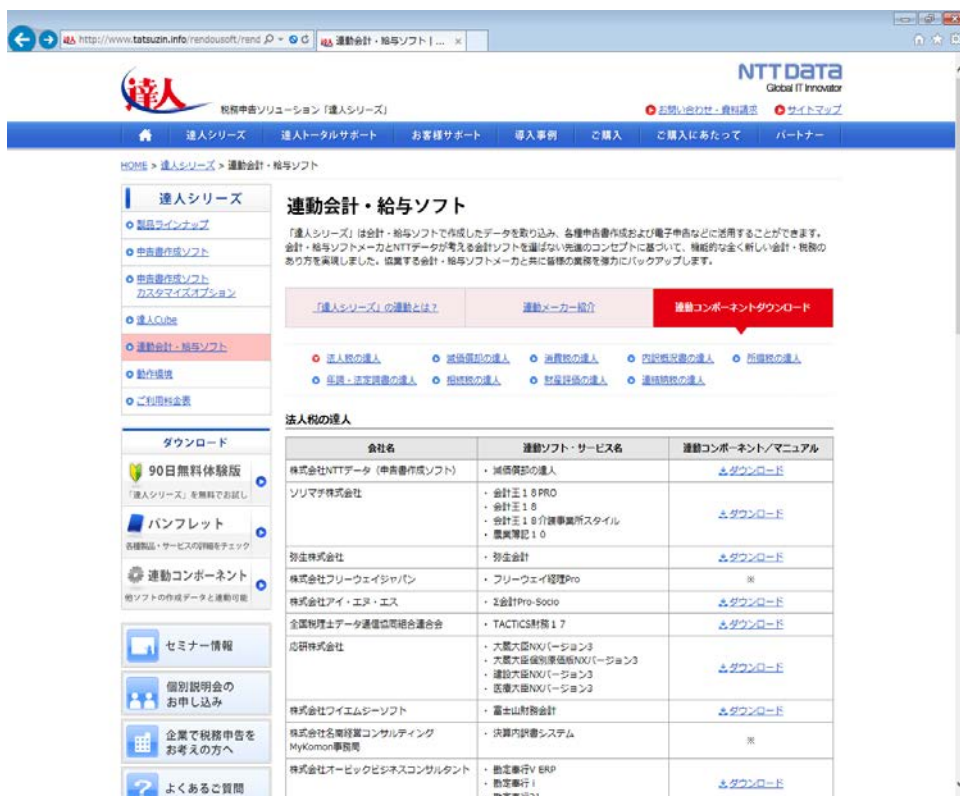 http://www.tatsuzin.info/rendousoft/rend
連動会計・給与ソフト | ...
達人
税務申告ソリューション「達人シリーズ」
NTT DATA
Global IT Innovator
お問い合わせ・資料請求
サイトマップ
達人シリーズ 達人トータルサポート お客様サポート 導入事例 ご購入 ご購入にあたって パートナー
HOME > 達人シリーズ > 連動会計・給与ソフト
達人シリーズ
製品ラインナップ
申告書作成ソフト
申告書作成ソフト
カスタマイズオプション
達人Cube
連動会計・給与ソフト
動作環境
ご利用料金表
ダウンロード
90日無料体験版
「達人シリーズ」を無料でお試し
パンフレット
各種製品・サービスの詳細をチェック
連動コンポーネント
他ソフトの作成データと連動可能
セミナー情報
個別説明会の
お申し込み
企業で税務申告を
お考えの方へ
よくあるご質問
連動会計・給与ソフト
「達人シリーズ」は会計・給与ソフトで作成したデータを取り込み、各種申告書作成および電子申告などに活用することができます。
会計・給与ソフトメーカとNTTデータが考える会計ソフトを選ばない先進のコンセプトに基づいて、機能的な全く新しい会計・税務の
あり方を実現しました。協業する会計・給与ソフトメーカと共に皆様の業務を強力にバックアップします。
「達人シリーズ」の連動とは? 連動メーカー紹介 連動コンポーネントダウンロード
法人税の達人 減価償却の達人 消費税の達人 内訳概況書の達人 所得税の達人
年調・法定調書の達人 相続税の達人 財産評価の達人 連結納税の達人
法人税の達人
会社名 連動ソフト・サービス名 連動コンポーネント/マニュアル
株式会社NTTデータ(申告書作成ソフト) ・ 減価償却の達人 ダウンロード
ソリマチ株式会社 ・ 会計王18PRO
・ 会計王18
・ 会計王18介護事業所スタイル
・ 農業簿記10
ダウンロード
弥生株式会社 ・ 弥生会計 ダウンロード
株式会社フリーウェイジャパン ・ フリーウェイ経理Pro ※
株式会社アイ・エヌ・エス ・ Σ会計Pro-Socio ダウンロード
全国税理士データ通信協同組合連合会 ・ TACTICS財務17 ダウンロード
応研株式会社 ・ 大蔵大臣NXバージョン3
・ 大蔵大臣個別原価版NXバージョン3
・ 建設大臣NXバージョン3
・ 医療大臣NXバージョン3
ダウンロード
株式会社ワイエムジーソフト ・ 富士山財務会計 ダウンロード
株式会社名南経営コンサルティング
MyKomon事務局
・ 決算内訳書システム ※
株式会社オービックビジネスコンサルタント ・ 勘定奉行V ERP
・ 勘定奉行i
ダウンロード